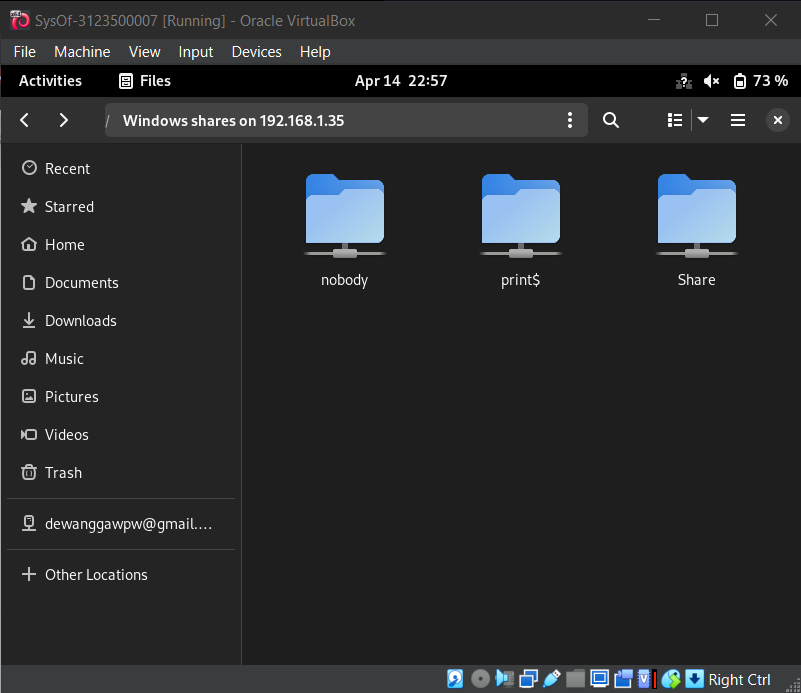 SysOf-3123500007 [Running] - Oracle VirtualBox
File Machine View Input Devices Help
Activities Files Apr 14 22:57 73 %
/ Windows shares on 192.168.1.35
Recent
Starred
Home
Documents
Downloads
Music
Pictures
Videos
Trash
dewanggawpw@gmail....
Other Locations
nobody print$ Share
Right Ctrl